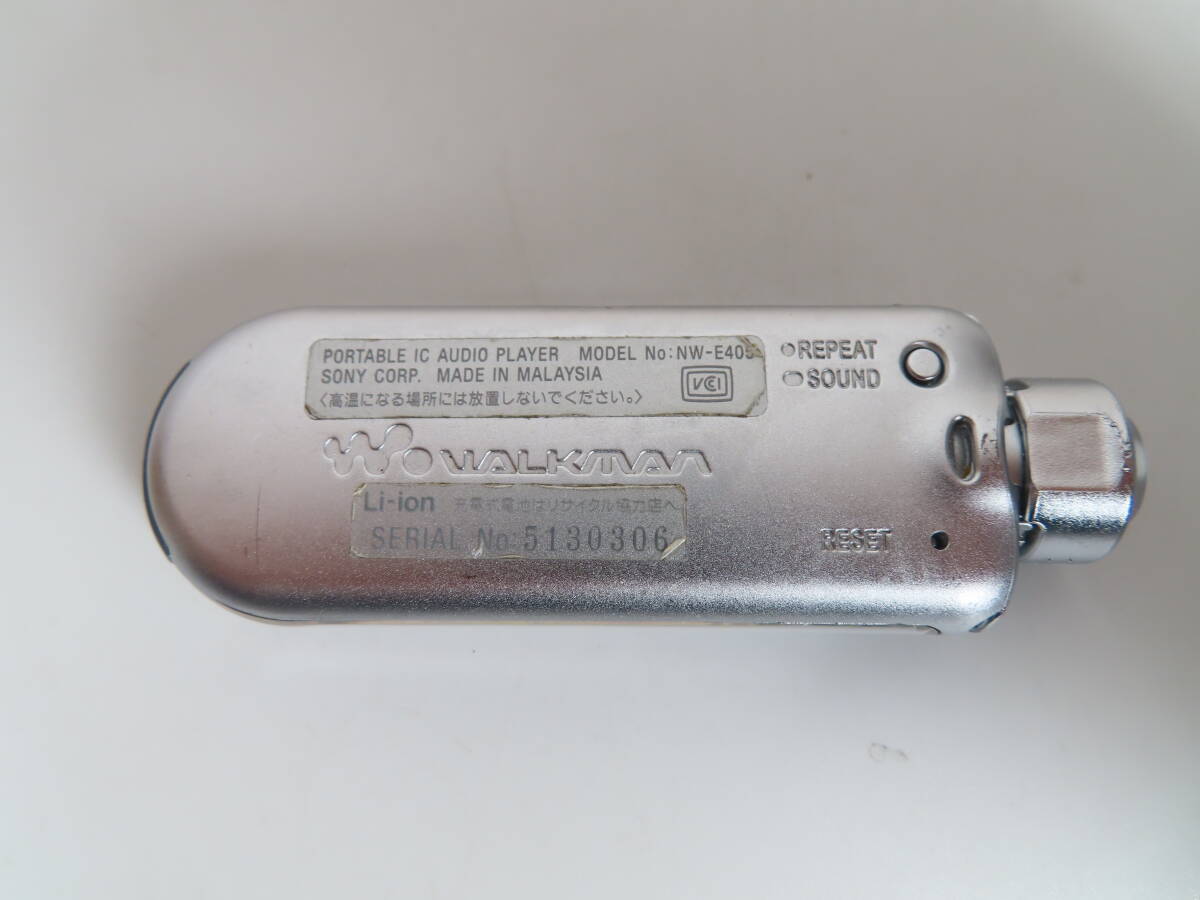 PORTABLE IC AUDIO PLAYER MODEL No:NW-E405
SONY CORP. MADE IN MALAYSIA
〈高温になる場所には放置しないでください。〉
VCCI
REPEAT
SOUND
WALKMAN
Li-ion 充電式電池はリサイクル協力店へ
SERIAL No:5130306
RESET